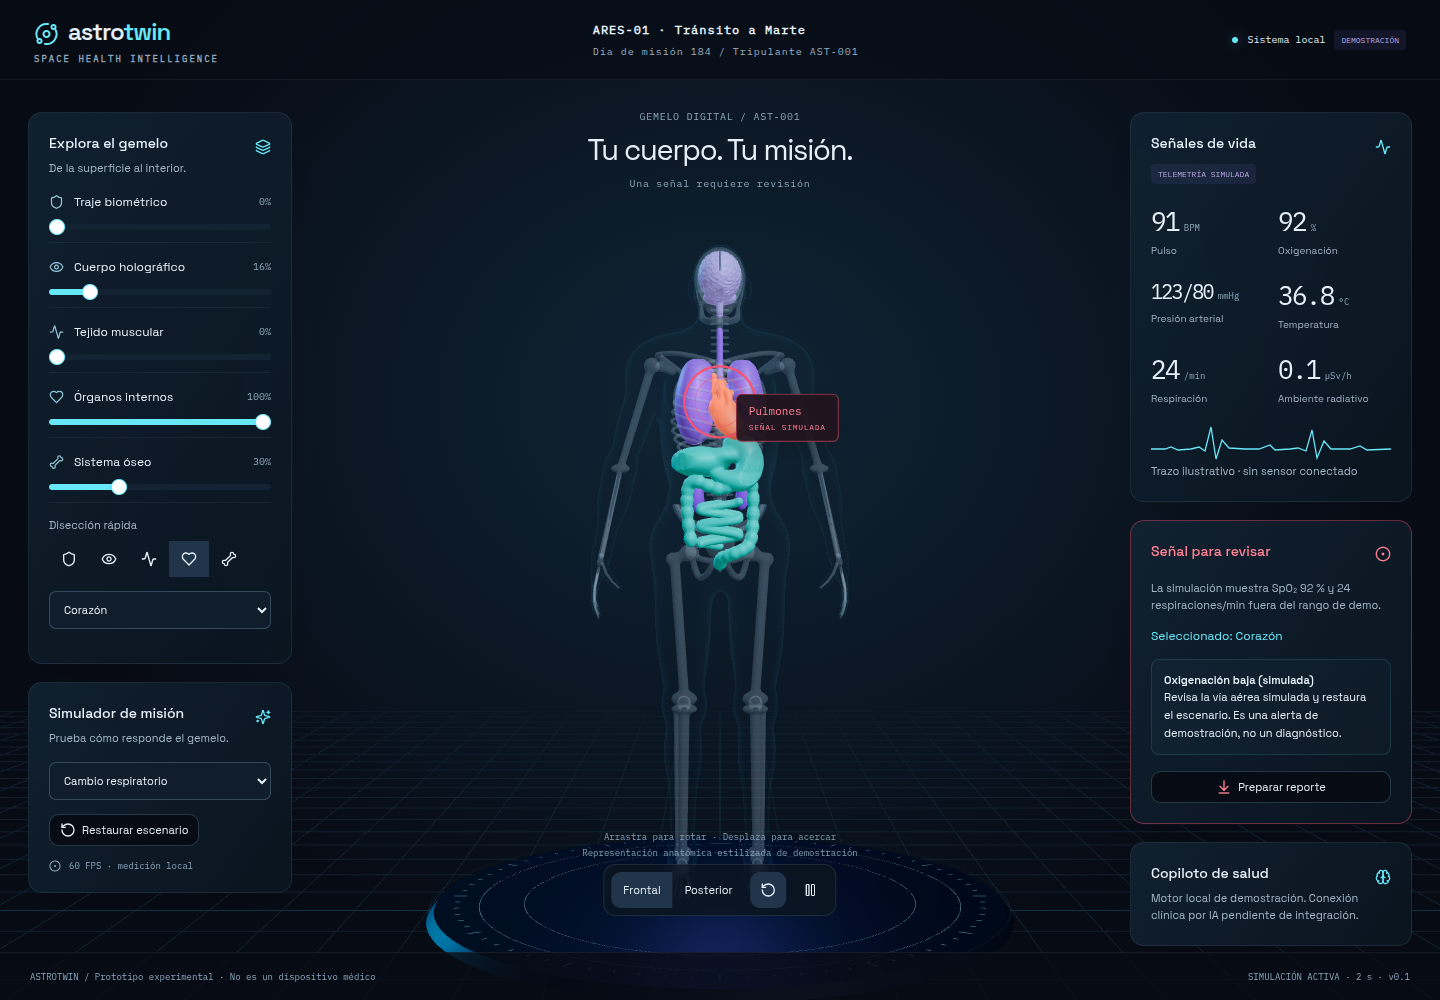 astrotwin
SPACE HEALTH INTELLIGENCE
ARES-01 · Tránsito a Marte
Día de misión 184 / Tripulante AST-001
Sistema local
DEMOSTRACIÓN
Explora el gemelo
De la superficie al interior.
Traje biométrico 0%
Cuerpo holográfico 16%
Tejido muscular 0%
Órganos internos 100%
Sistema óseo 30%
Disección rápida
Corazón
Simulador de misión
Prueba cómo responde el gemelo.
Cambio respiratorio
Restaurar escenario
60 FPS · medición local
GEMELO DIGITAL / AST-001
Tu cuerpo. Tu misión.
Una señal requiere revisión
Pulmones
SEÑAL SIMULADA
Arrastra para rotar · Desplaza para acercar
Representación anatómica estilizada de demostración
Frontal Posterior
Señales de vida
TELEMETRÍA SIMULADA
91 BPM
Pulso
92 %
Oxigenación
123/80 mmHg
Presión arterial
36.8 °C
Temperatura
24 /min
Respiración
0.1 µSv/h
Ambiente radiativo
Trazo ilustrativo · sin sensor conectado
Señal para revisar
La simulación muestra SpO₂ 92 % y 24
respiraciones/min fuera del rango de demo.
Seleccionado: Corazón
Oxigenación baja (simulada)
Revisa la vía aérea simulada y restaura
el escenario. Es una alerta de
demostración, no un diagnóstico.
Preparar reporte
Copiloto de salud
Motor local de demostración. Conexión
clínica por IA pendiente de integración.
ASTROTWIN / Prototipo experimental · No es un dispositivo médico
SIMULACIÓN ACTIVA · 2 s · v0.1